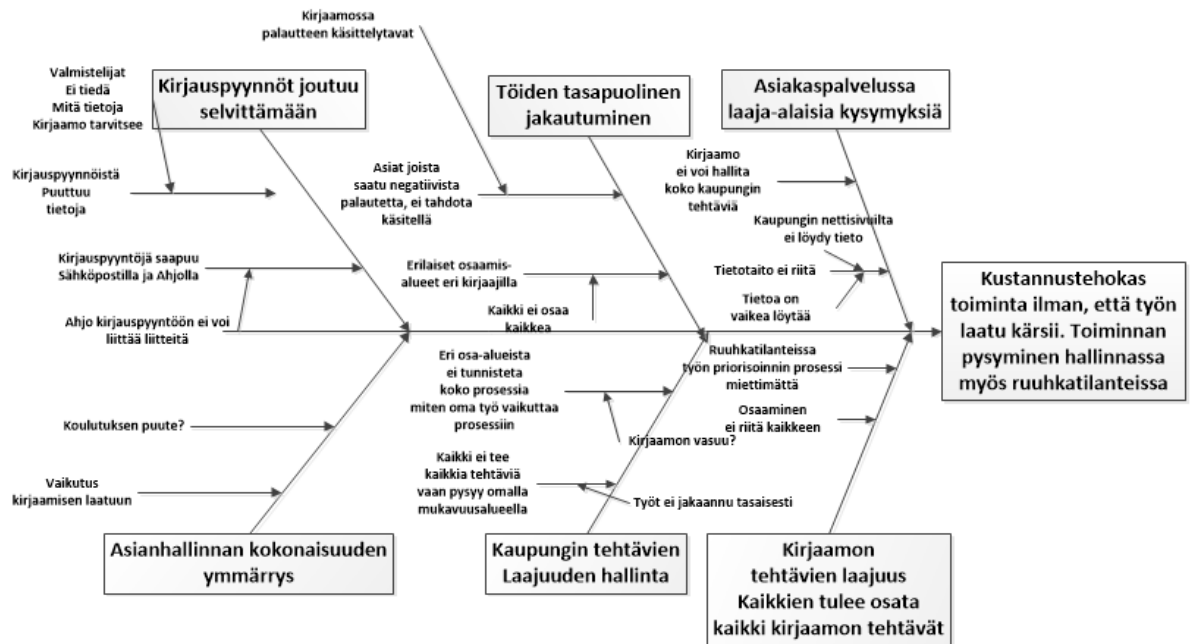 Kirjaamossa
palautteen käsittelytavat
Valmistelijat
Ei tiedä
Mitä tietoja
Kirjaamo tarvitsee
Kirjauspyynnöt joutuu
selvittämään
Töiden tasapuolinen
jakautuminen
Asiakaspalvelussa
laaja-alaisia kysymyksiä
Kirjauspyynnöistä
Puuttuu
tietoja
Asiat joista
saatu negatiivista
palautetta, ei tahdota
käsitellä
Kirjaamo
ei voi hallita
koko kaupungin
tehtäviä
Kaupungin nettisivuilta
ei löydy tieto
Kirjauspyyntöjä saapuu
Sähköpostilla ja Ahjolla
Erilaiset osaamis-
alueet eri kirjaajilla
Tietotaito ei riitä
Kaikki ei osaa
kaikkea
Tietoa on
vaikea löytää
Ahjo kirjauspyyntöön ei voi
liittää liitteitä
Kustannustehokas
toiminta ilman, että työn
laatu kärsii. Toiminnan
pysyminen hallinnassa
myös ruuhkatilanteissa
Eri osa-alueista
ei tunnisteta
koko prosessia
miten oma työ vaikuttaa
prosessiin
Ruuhkatilanteissa
työn priorisoinnin prosessi
miettimättä
Koulutuksen puute?
Osaaminen
ei riitä kaikkeen
Kirjaamon vasuu?
Vaikutus
kirjaamisen laatuun
Kaikki ei tee
kaikkia tehtäviä
vaan pysyy omalla
mukavuusalueella
Työt ei jakaannu tasaisesti
Asianhallinnan kokonaisuuden
ymmärrys
Kaupungin tehtävien
Laajuuden hallinta
Kirjaamon
tehtävien laajuus
Kaikkien tulee osata
kaikki kirjaamon tehtävät